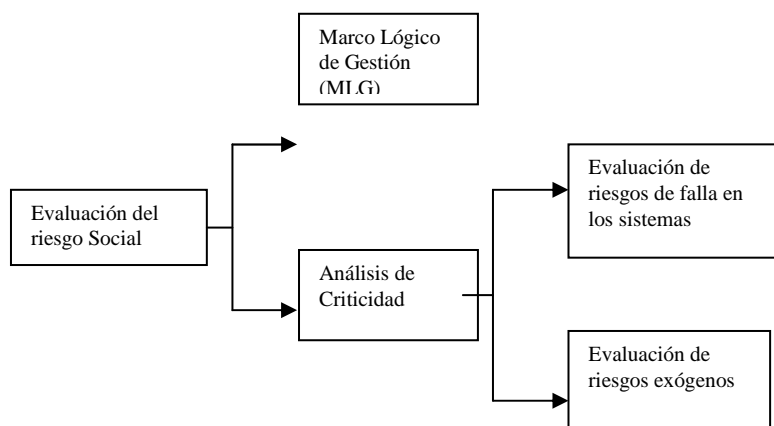 Marco Lógico
de Gestión
(MLG)
Evaluación del
riesgo Social
Análisis de
Criticidad
Evaluación de
riesgos de falla en
los sistemas
Evaluación de
riesgos exógenos